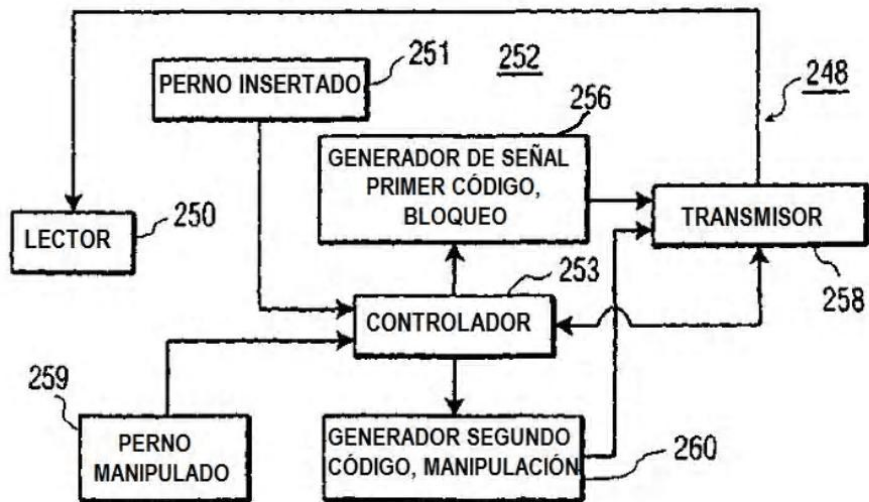 251
252
PERNO INSERTADO
256
248
GENERADOR DE SEÑAL
PRIMER CÓDIGO,
BLOQUEO
TRANSMISOR
LECTOR
250
258
253
CONTROLADOR
259
PERNO
MANIPULADO
GENERADOR SEGUNDO
CÓDIGO, MANIPULACIÓN
260